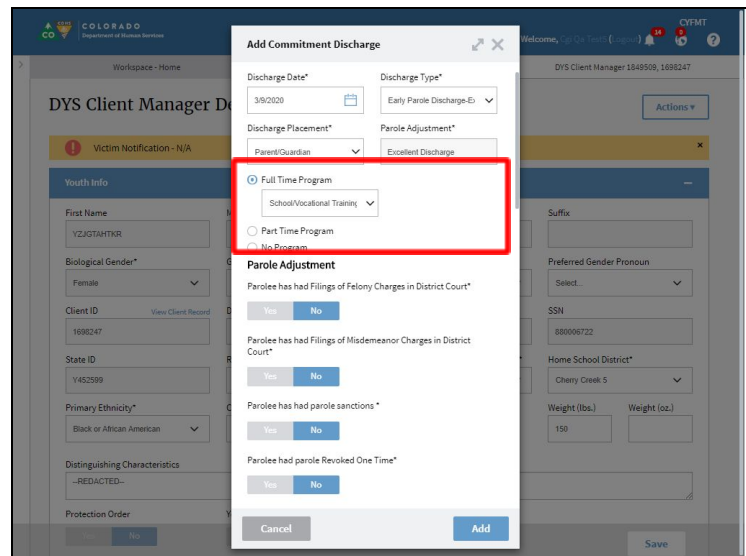 COLORADO
Department of Human Services
CYFMT
Welcome,
34
Workspace - Home
DYS Client Manager 1849509, 1698247
DYS Client Manager De
Actions
Victim Notification - N/A
Youth Info
First Name
Suffix
YZJGTAHTKR
Biological Gender*
Preferred Gender Pronoun
Female
Select...
Client ID
View Client Record
SSN
1698247
880006722
State ID
Home School District*
Y452599
Cherry Creek 5
Primary Ethnicity*
Weight (lbs.)
Weight (oz.)
Black or African American
150
Distinguishing Characteristics
--REDACTED--
Protection Order
Yes
No
Save
Add Commitment Discharge
Discharge Date*
Discharge Type*
3/9/2020
Early Parole Discharge-E
Discharge Placement*
Parole Adjustment*
Parent/Guardian
Excellent Discharge
Full Time Program
School/Vocational Training
Part Time Program
No Program
Parole Adjustment
Parolee has had Filings of Felony Charges in District Court*
Yes
No
Parolee has had Filings of Misdemeanor Charges in District
Court*
Yes
No
Parolee has had parole sanctions *
Yes
No
Parolee had parole Revoked One Time*
Yes
No
Cancel
Add